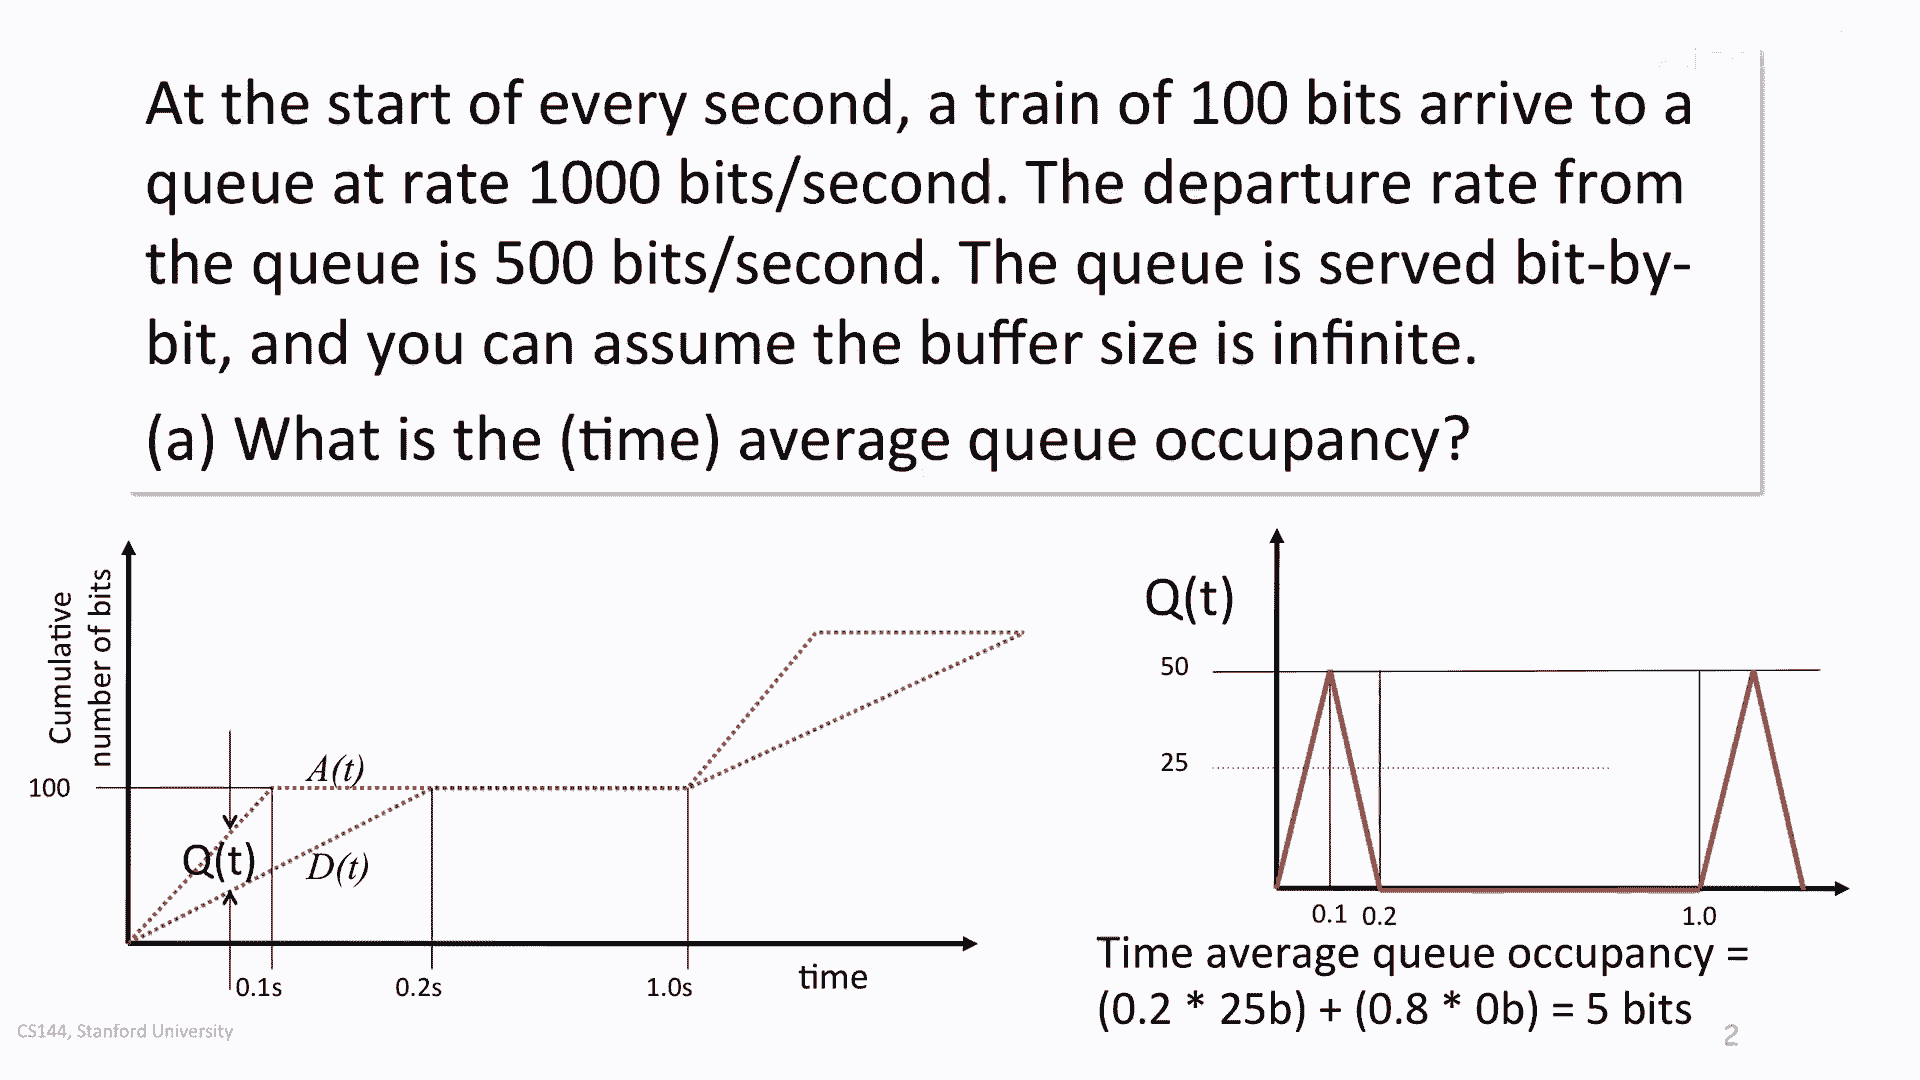 At the start of every second, a train of 100 bits arrive to a
queue at rate 1000 bits/second. The departure rate from
the queue is 500 bits/second. The queue is served bit-by-
bit, and you can assume the buffer size is infinite.
(a) What is the (time) average queue occupancy?
Cumulative
number of bits
100
A(t)
Q(t)
D(t)
0.1s
0.2s
1.0s
time
Q(t)
50
25
0.1
0.2
1.0
Time average queue occupancy =
(0.2 * 25b) + (0.8 * 0b) = 5 bits
CS144, Stanford University
2